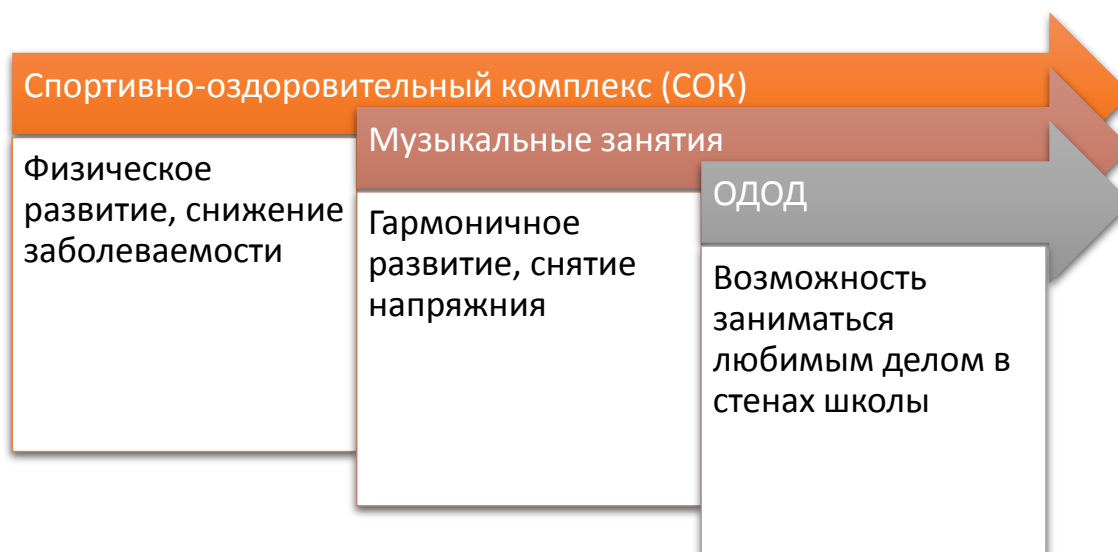 Спортивно-оздоровительный комплекс (СОК)
Физическое
развитие, снижение
заболеваемости
Музыкальные занятия
Гармоничное
развитие, снятие
напряжния
ОДОД
Возможность
заниматься
любимым делом в
стенах школы